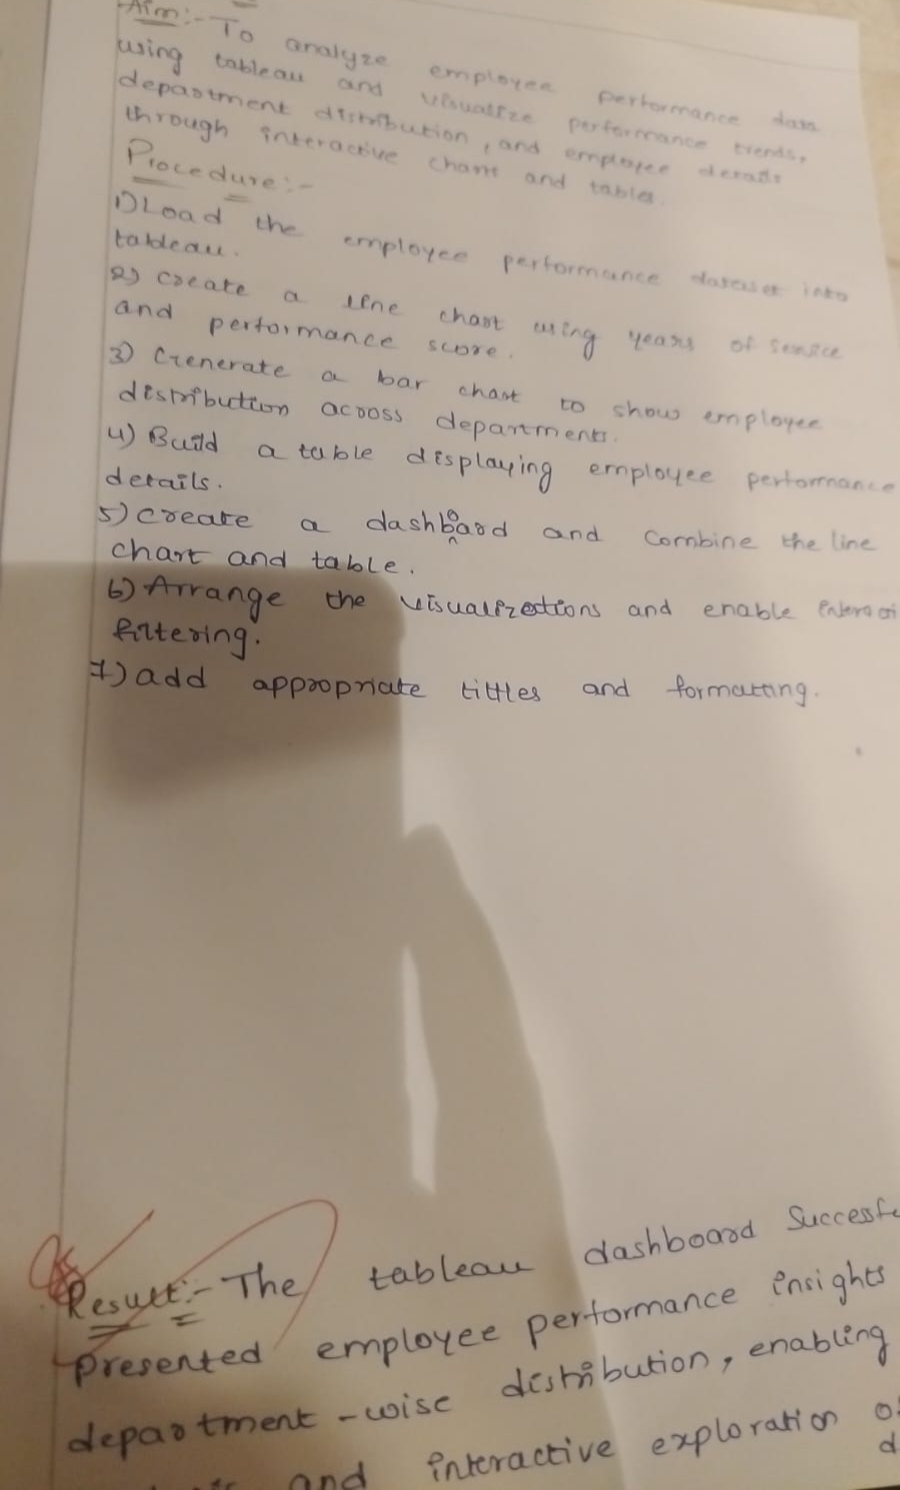 Aim:- To analyze employee performance data
using tableau and visualize performance trends,
department distribution, and employee details
through interactive charts and tables.
Procedure:-
1) Load the employee performance dataset into
tableau.
2) Create a line chart using years of service
and performance score.
3) Generate a bar chart to show employee
distribution across departments.
4) Build a table displaying employee performance
details.
5) Create a dashboard and combine the line
chart and table.
6) Arrange the visualizations and enable
filtering.
7) add appropriate tittles and formatting.
Result:- The tableau dashboard Successf
presented employee performance insights
department-wise distribution, enabling
and interactive exploration of
d